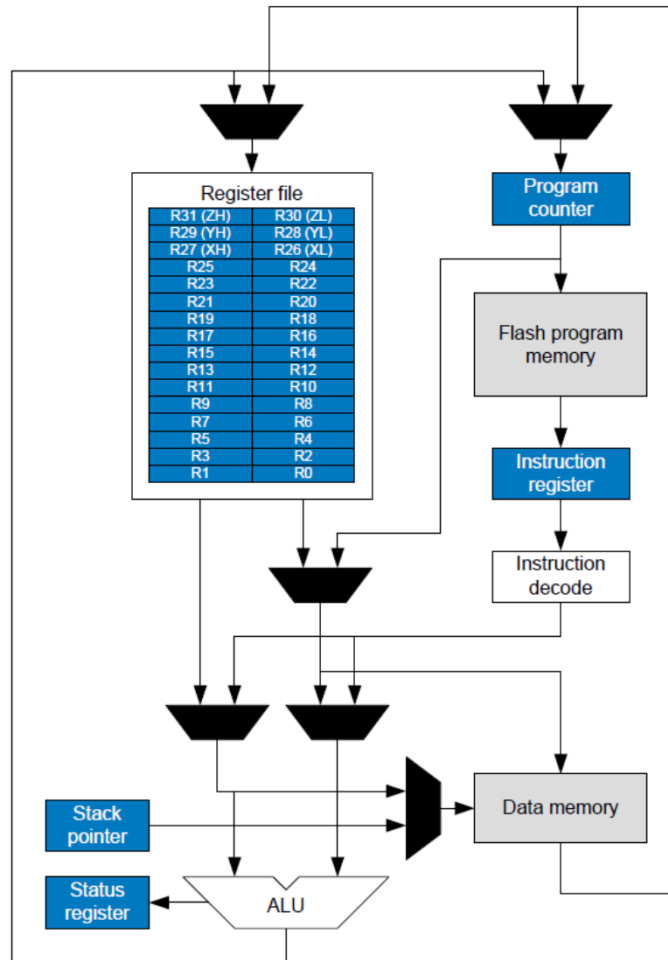 Register file
R31 (ZH) R30 (ZL)
R29 (YH) R28 (YL)
R27 (XH) R26 (XL)
R25 R24
R23 R22
R21 R20
R19 R18
R17 R16
R15 R14
R13 R12
R11 R10
R9 R8
R7 R6
R5 R4
R3 R2
R1 R0
Program
counter
Flash program
memory
Instruction
register
Instruction
decode
Stack
pointer
Data memory
Status
register
ALU